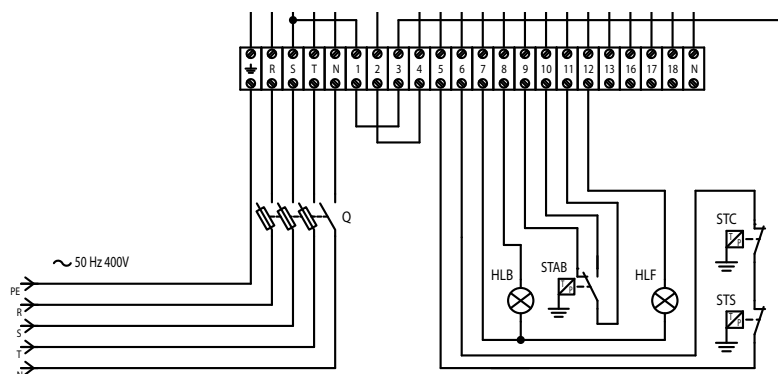 R S T N 1 2 3 4 5 6 7 8 9 10 11 12 13 16 17 18 N
Q
STC
T P
50 Hz 400V
STAB
HLB
HLF
T P
PE
STS
R
T P
S
T
N